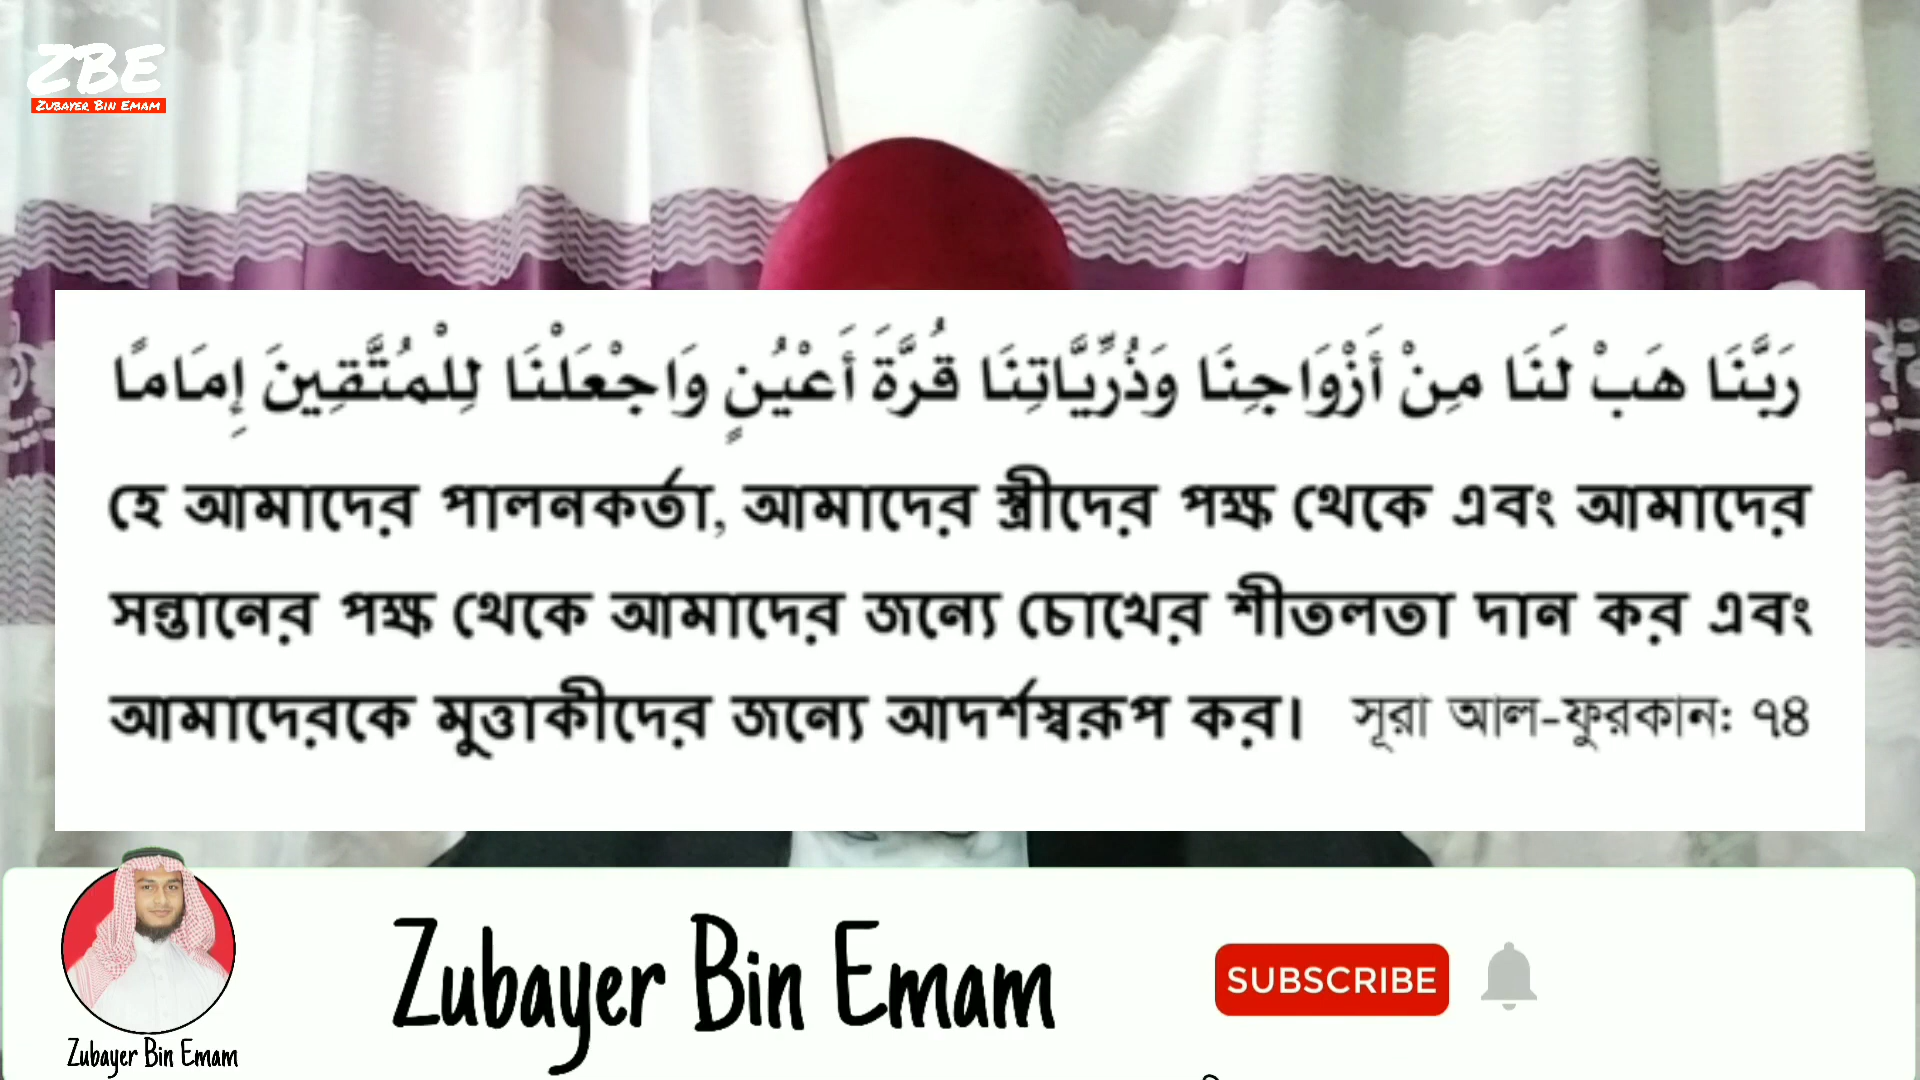 ZBE
Zubayer Bin Emam
رَبَّنَا هَبْ لَنَا مِنْ أَزْوَاجِنَا وَذُرِّيَّاتِنَا قُرَّةَ أَعْيُنٍ وَاجْعَلْنَا لِلْمُتَّقِينَ إِمَامًا
হে আমাদের পালনকর্তা, আমাদের স্ত্রীদের পক্ষ থেকে এবং আমাদের
সন্তানের পক্ষ থেকে আমাদের জন্যে চোখের শীতলতা দান কর এবং
আমাদেরকে মুত্তাকীদের জন্যে আদর্শস্বরূপ কর। সূরা আল-ফুরকান: ৭৪
Zubayer Bin Emam
SUBSCRIBE
Zubayer Bin Emam